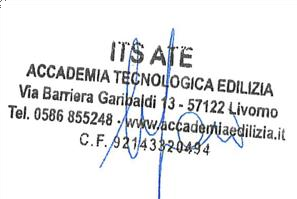 ITS ATE
ACCADEMIA TECNOLOGICA EDILIZIA
Via Barriera Garibaldi 13 - 57122 Livorno
Tel. 0586 855248 - www.accademiaedilizia.it
C.F. 92143320494